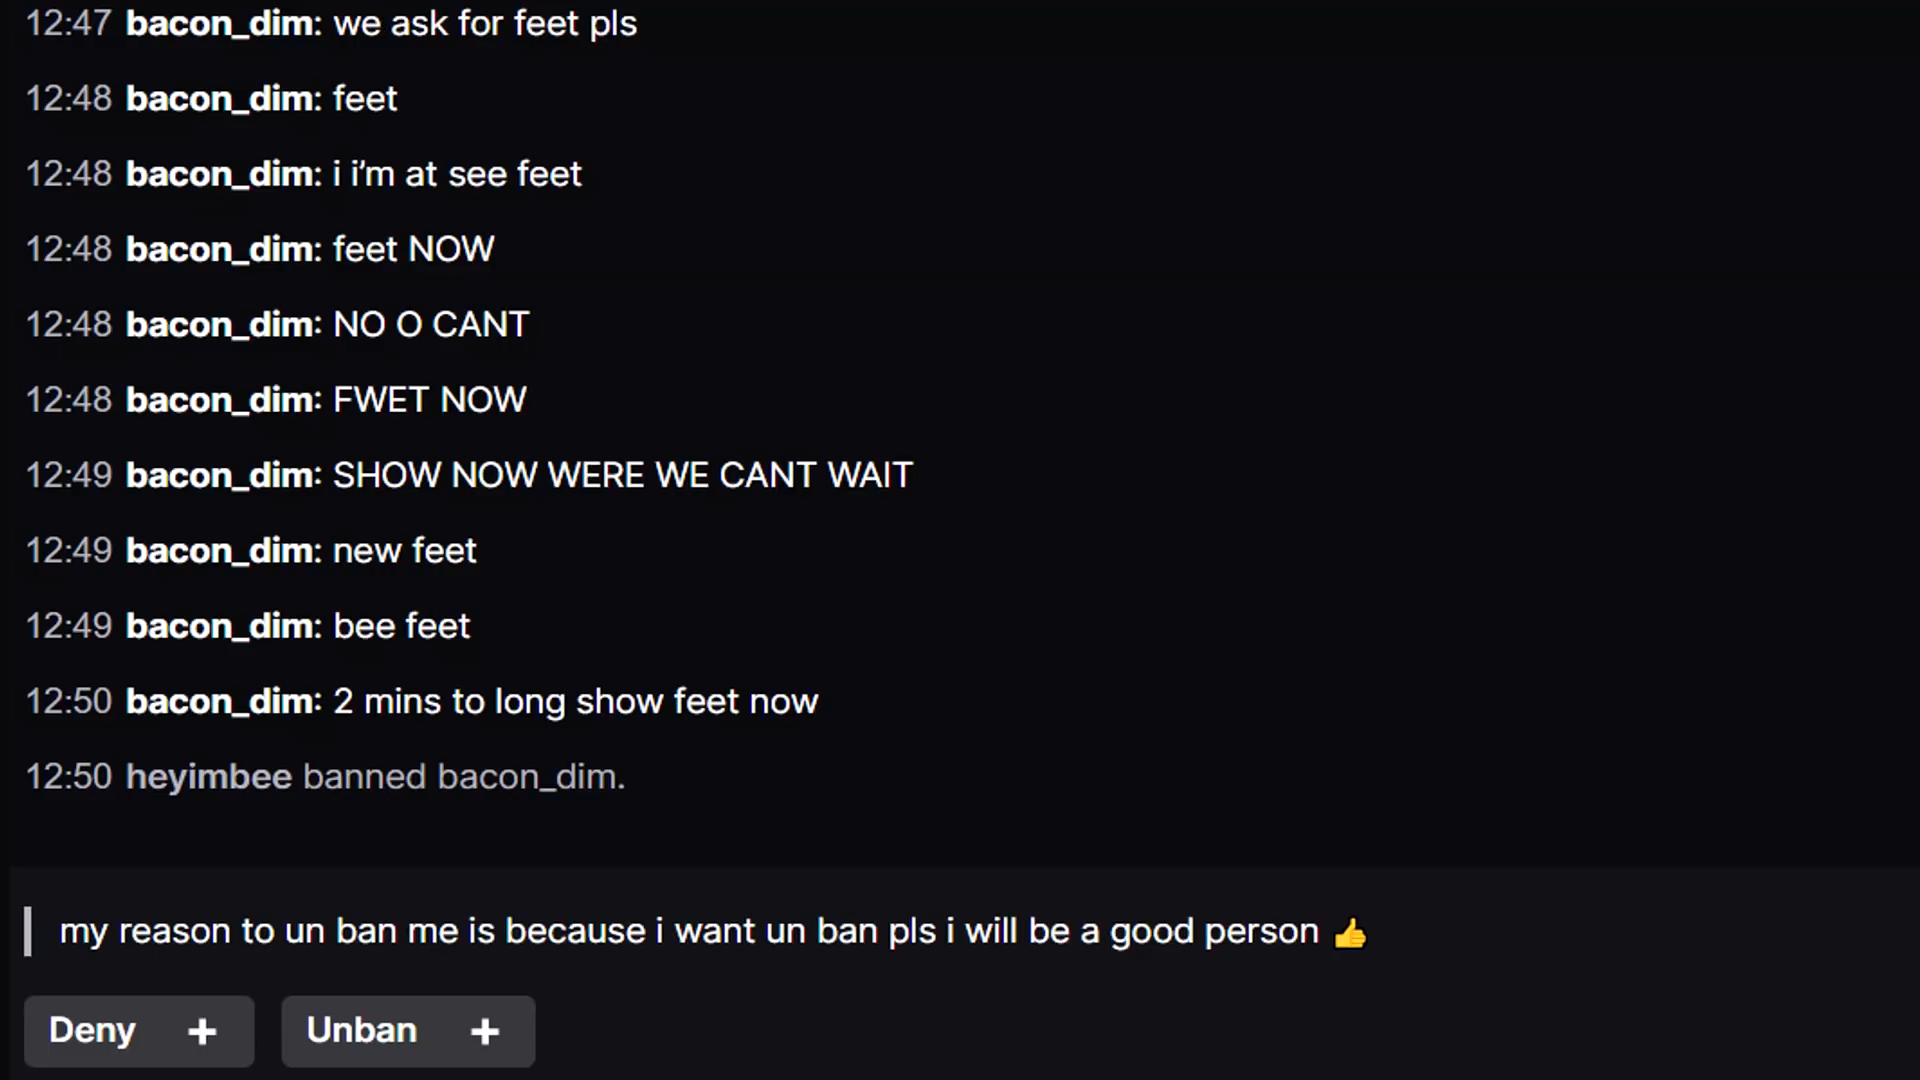 12:47 bacon_dim: we ask for feet pls
12:48 bacon_dim: feet
12:48 bacon_dim: i i'm at see feet
12:48 bacon_dim: feet NOW
12:48 bacon_dim: NO O CANT
12:48 bacon_dim: FWET NOW
12:49 bacon_dim: SHOW NOW WERE WE CANT WAIT
12:49 bacon_dim: new feet
12:49 bacon_dim: bee feet
12:50 bacon_dim: 2 mins to long show feet now
12:50 heyimbee banned bacon_dim.
my reason to un ban me is because i want un ban pls i will be a good person 👍
Deny + Unban +